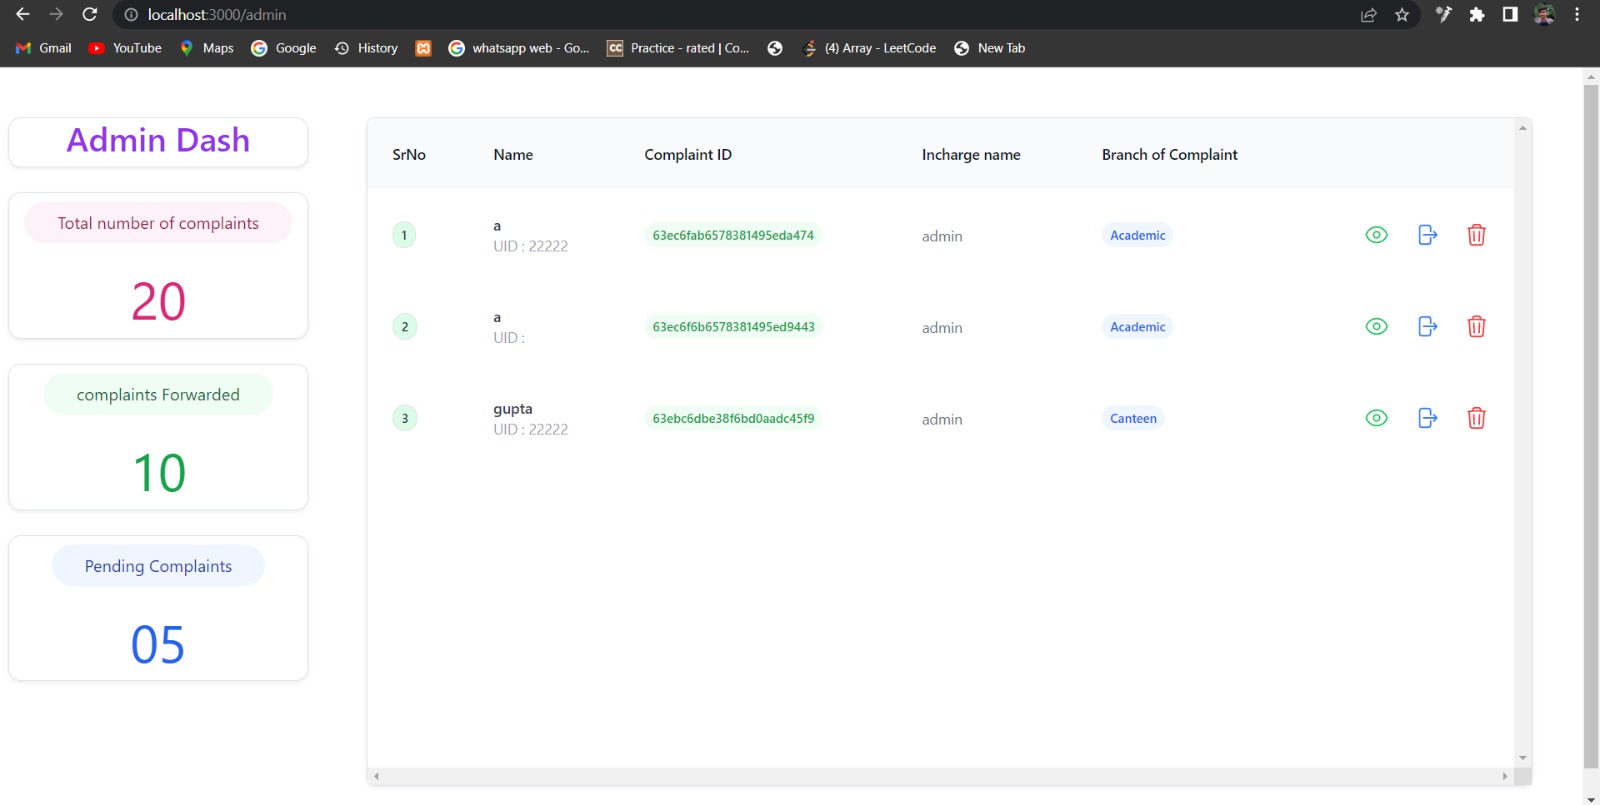 localhost:3000/admin
Gmail YouTube Maps Google History whatsapp web - Go... Practice - rated | Co... (4) Array - LeetCode New Tab
Admin Dash
Total number of complaints
20
complaints Forwarded
10
Pending Complaints
05
SrNo Name Complaint ID Incharge name Branch of Complaint
1 a 63ec6fab6578381495eda474 admin Academic
UID : 22222
2 a 63ec6f6b6578381495ed9443 admin Academic
UID :
3 gupta 63ebc6dbe38f6bd0aadc45f9 admin Canteen
UID : 22222